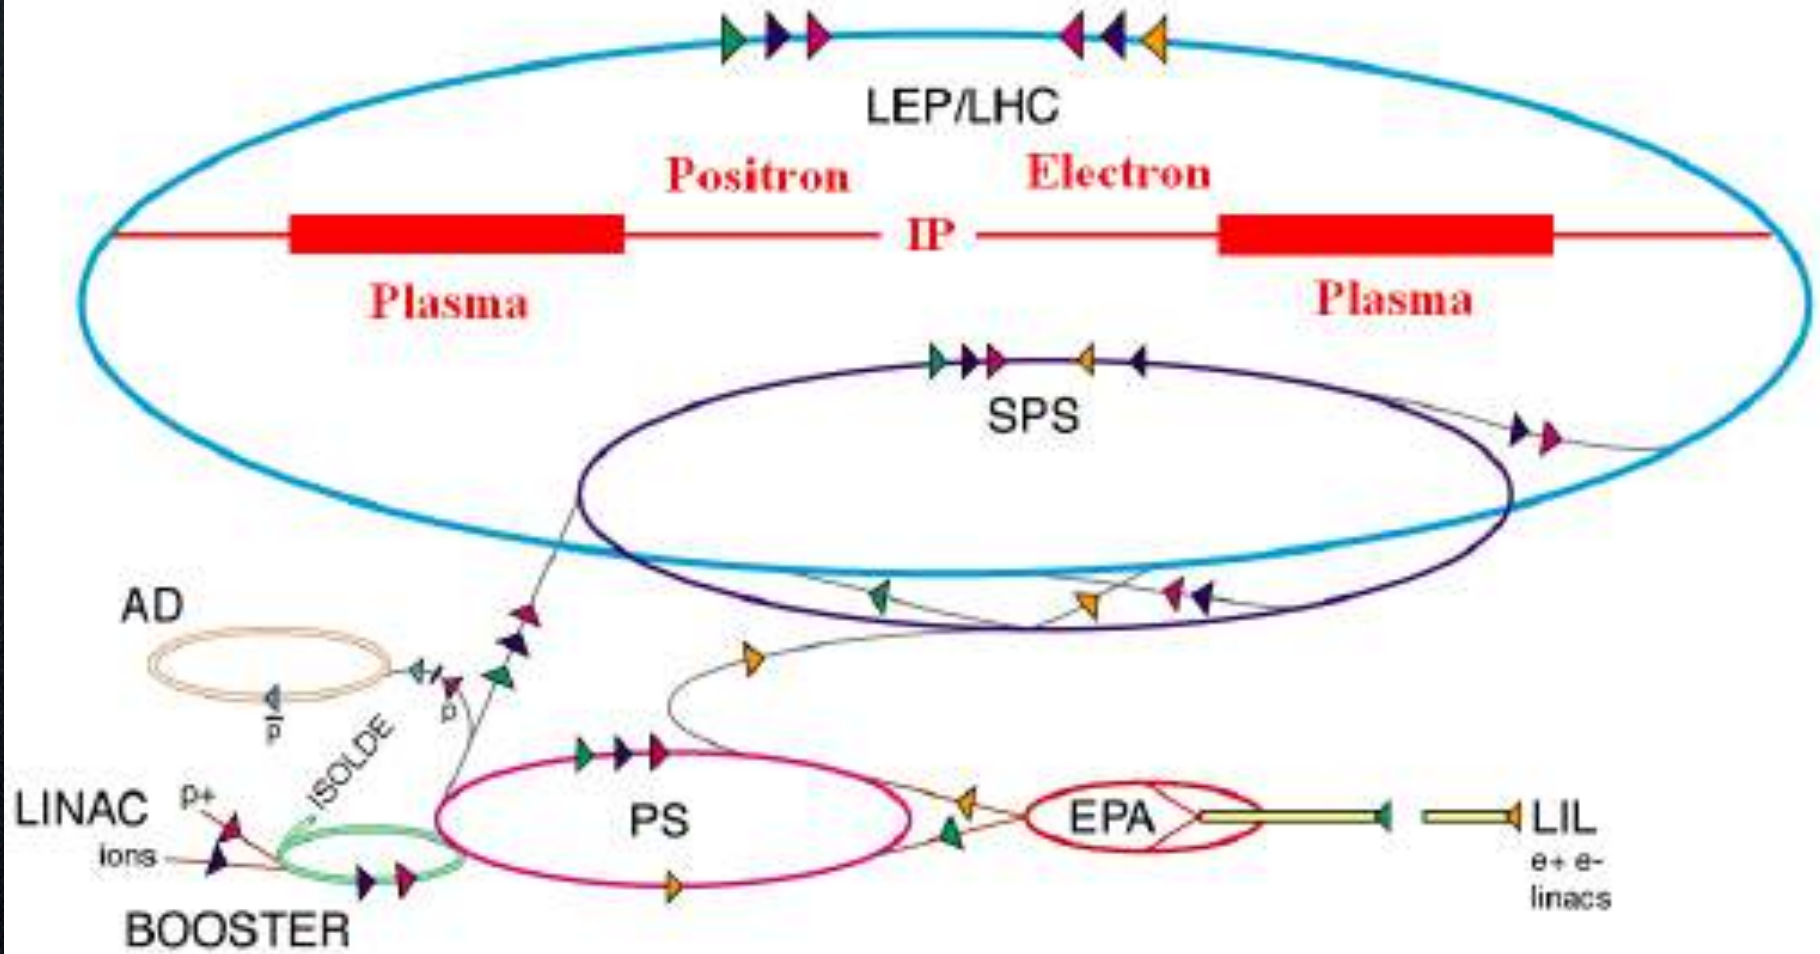 LEP/LHC
Positron
Electron
IP
Plasma
Plasma
SPS
AD
p
p̅
ISOLDE
LINAC
p+
ions
PS
EPA
LIL
e+ e-
linacs
BOOSTER